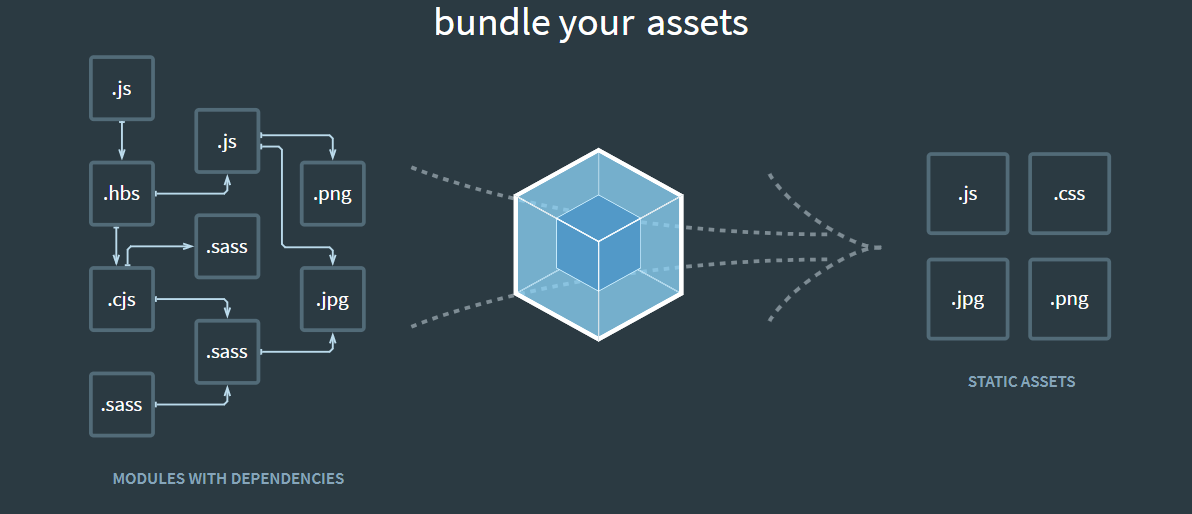 bundle your assets
.js
.js
.hbs
.png
.sass
.cjs
.jpg
.sass
.sass
MODULES WITH DEPENDENCIES
.js
.css
.jpg
.png
STATIC ASSETS